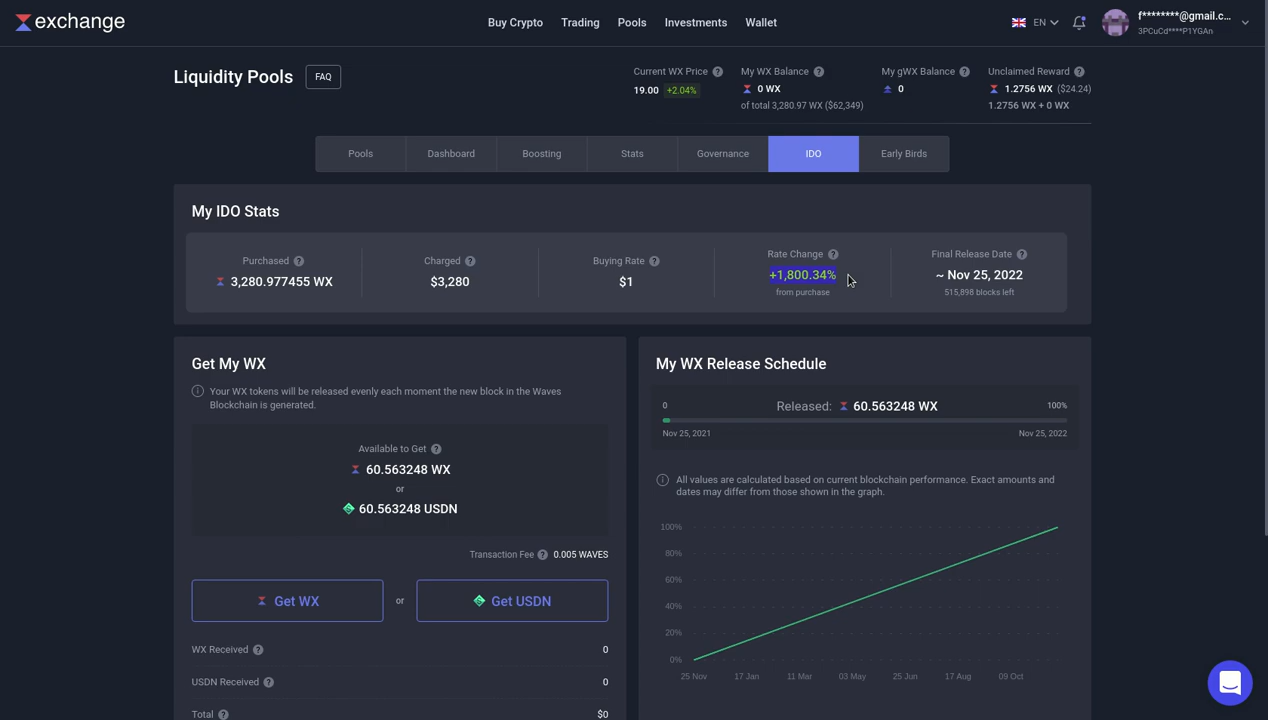 exchange
Buy Crypto
Trading
Pools
Investments
Wallet
EN
f********@gmail.c...
3PCuCd****P1YGAn
Liquidity Pools
FAQ
Current WX Price
19.00 +2.04%
My WX Balance
0 WX
of total 3,280.97 WX ($62,349)
My gWX Balance
0
Unclaimed Reward
1.2756 WX ($24.24)
1.2756 WX + 0 WX
Pools
Dashboard
Boosting
Stats
Governance
IDO
Early Birds
My IDO Stats
Purchased
3,280.977455 WX
Charged
$3,280
Buying Rate
$1
Rate Change
+1,800.34%
from purchase
Final Release Date
~ Nov 25, 2022
515,898 blocks left
Get My WX
Your WX tokens will be released evenly each moment the new block in the Waves
Blockchain is generated.
Available to Get
60.563248 WX
or
60.563248 USDN
Transaction Fee 0.005 WAVES
Get WX
or
Get USDN
WX Received 0
USDN Received 0
Total $0
My WX Release Schedule
0
Released: 60.563248 WX
100%
Nov 25, 2021
Nov 25, 2022
All values are calculated based on current blockchain performance. Exact amounts and
dates may differ from those shown in the graph.
100%
80%
60%
40%
20%
0%
25 Nov
17 Jan
11 Mar
03 May
25 Jun
17 Aug
09 Oct